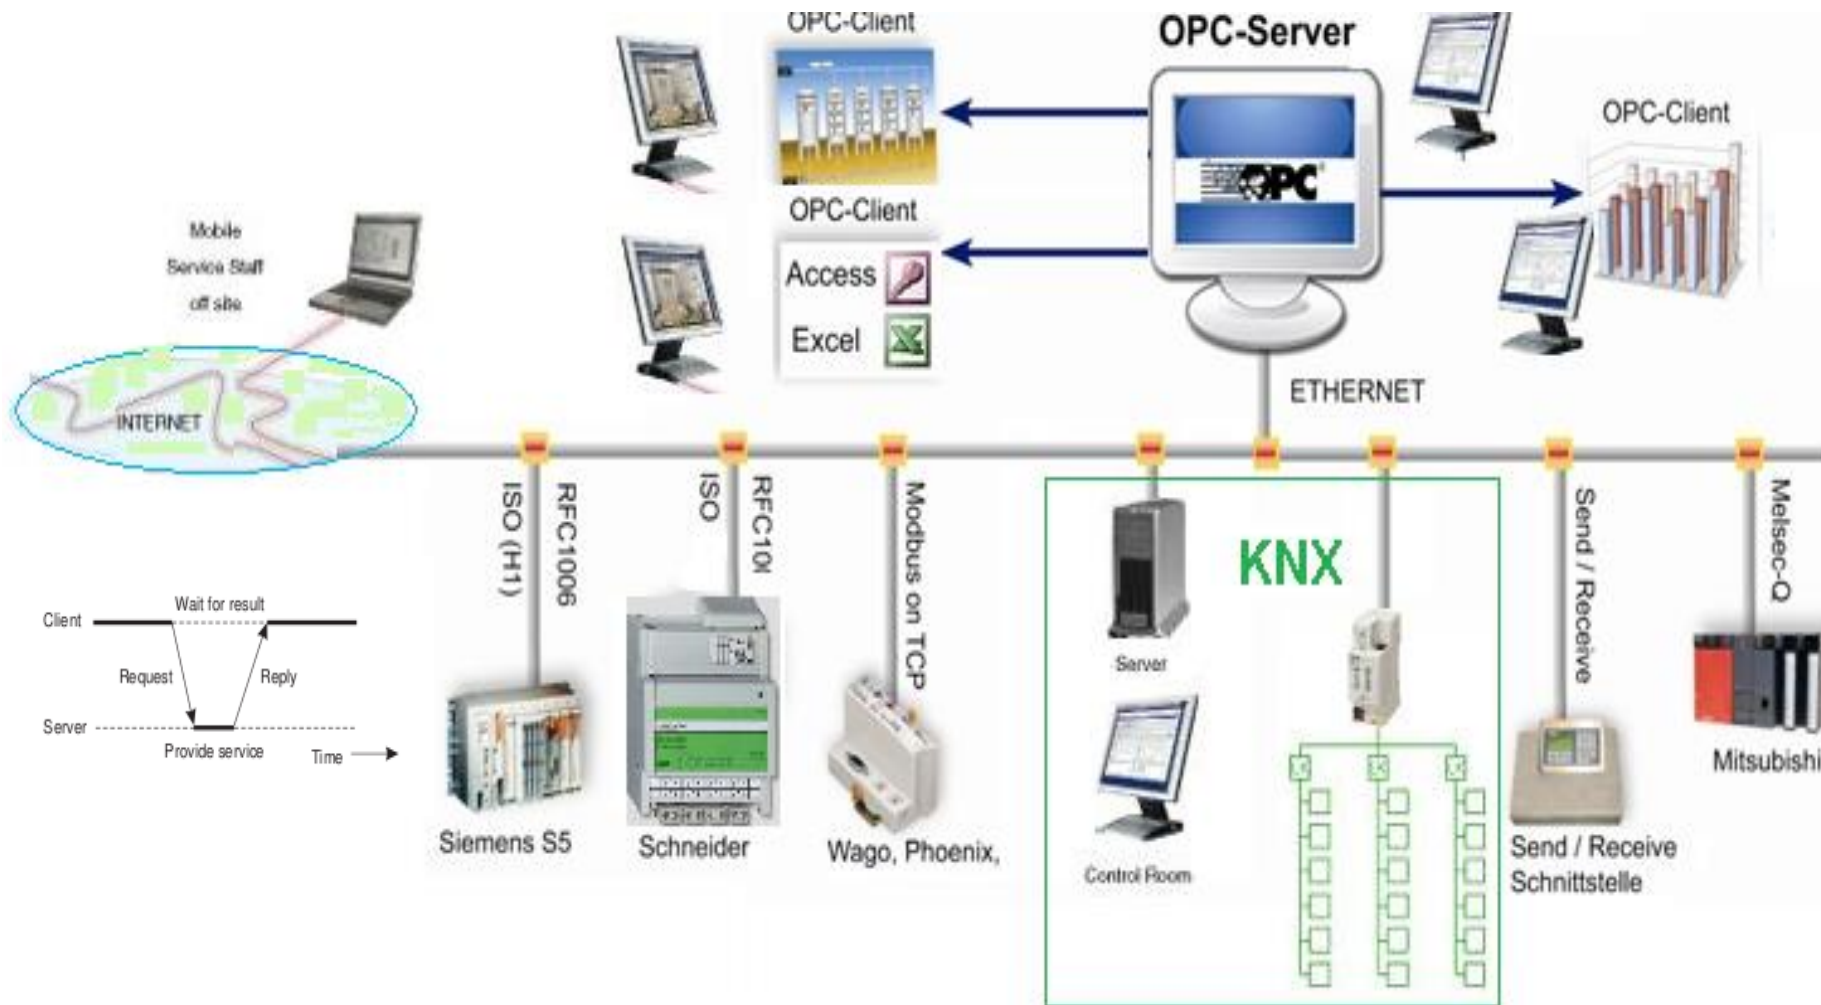 OPC-Client
OPC-Server
OPC
OPC-Client
OPC-Client
Access
Excel
Mobile
Service Staff
off site
INTERNET
ETHERNET
RFC1006
ISO (H1)
RFC10
ISO
Modbus on TCP
KNX
Send / Receive
Melsec-Q
Server
Control Room
Client
Wait for result
Request
Reply
Server
Provide service
Time
Siemens S5
Schneider
Wago, Phoenix,
Send / Receive
Schnittstelle
Mitsubishi